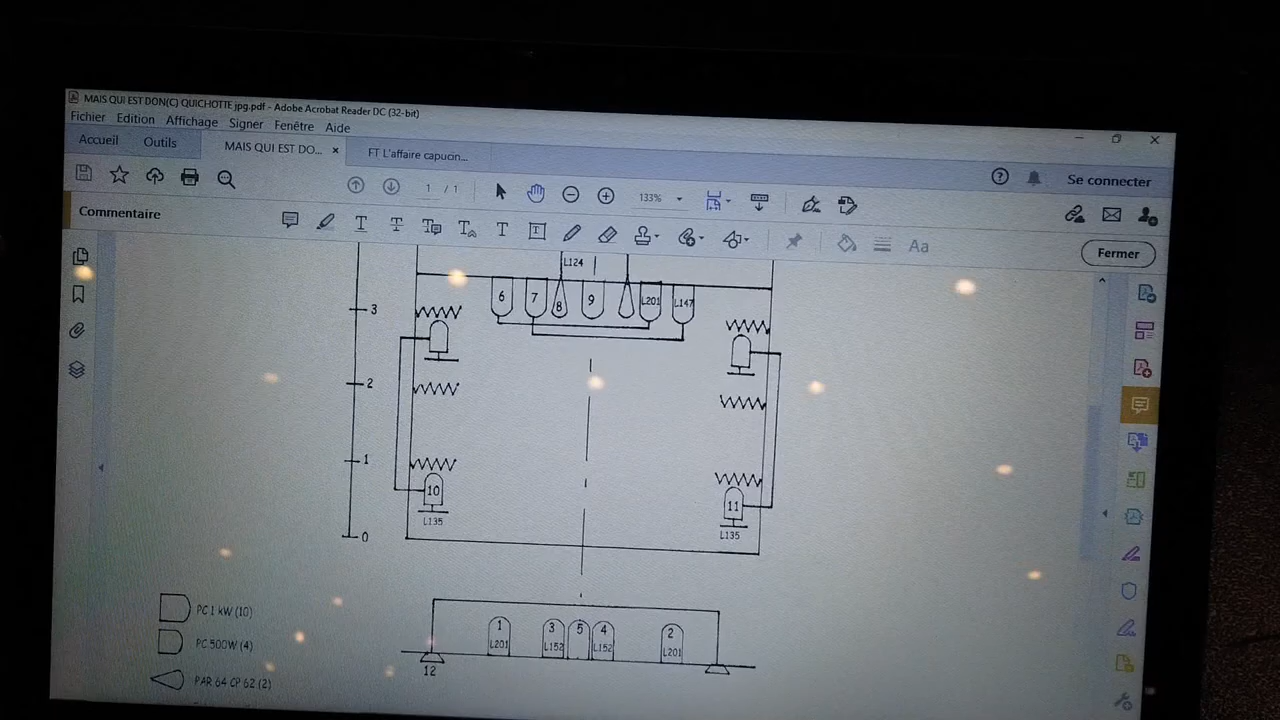 MAIS QUI EST DON(C) QUICHOTTE jpg.pdf - Adobe Acrobat Reader DC (32-bit)
Fichier Edition Affichage Signer Fenêtre Aide
Accueil Outils MAIS QUI EST DO... × FT L'affaire capucin...
1 / 1 133% Se connecter
Commentaire T T T T T T Aa Fermer
L124
3 6 7 8 9 L201 L147
2
1
10 11
L135 L135
0
PC 1 kW (10) 1 3 5 4 2
L201 L152 L152 L201
PC 500W (4)
12
PAR 64 CP 62 (2)